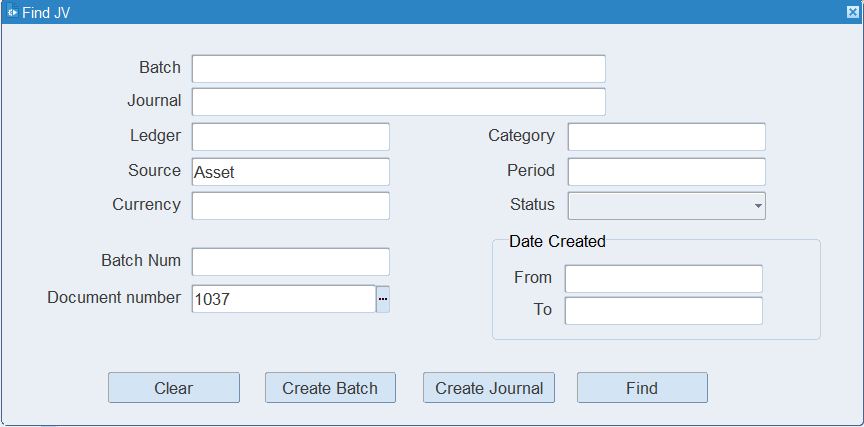 Find JV
Batch
Journal
Ledger
Category
Source Asset
Period
Currency
Status
Date Created
Batch Num
From
Document number 1037 ...
To
Clear Create Batch Create Journal Find